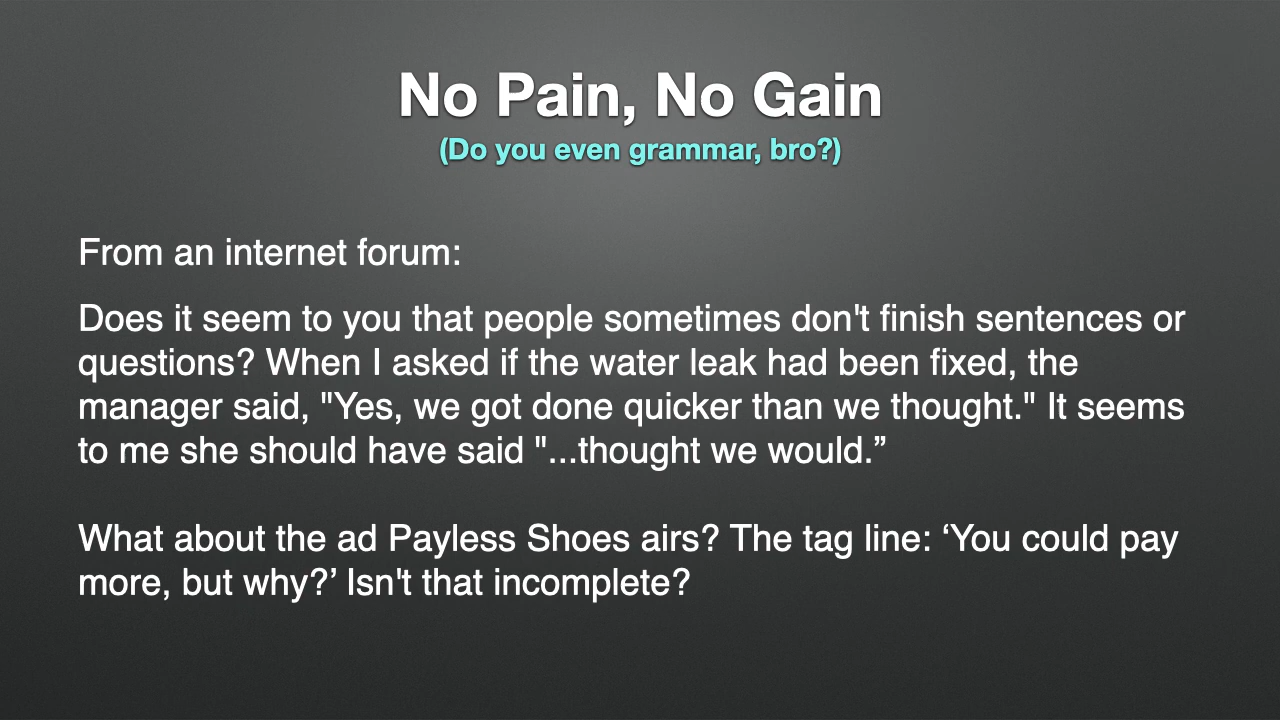 No Pain, No Gain
(Do you even grammar, bro?)
From an internet forum:
Does it seem to you that people sometimes don't finish sentences or
questions? When I asked if the water leak had been fixed, the
manager said, "Yes, we got done quicker than we thought." It seems
to me she should have said "...thought we would.”
What about the ad Payless Shoes airs? The tag line: ‘You could pay
more, but why?’ Isn't that incomplete?